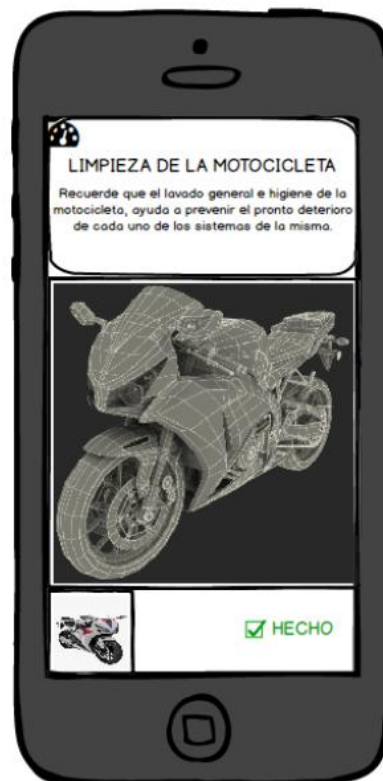 LIMPIEZA DE LA MOTOCICLETA
Recuerde que el lavado general e higiene de la
motocicleta, ayuda a prevenir el pronto deterioro
de cada uno de los sistemas de la misma.
HECHO